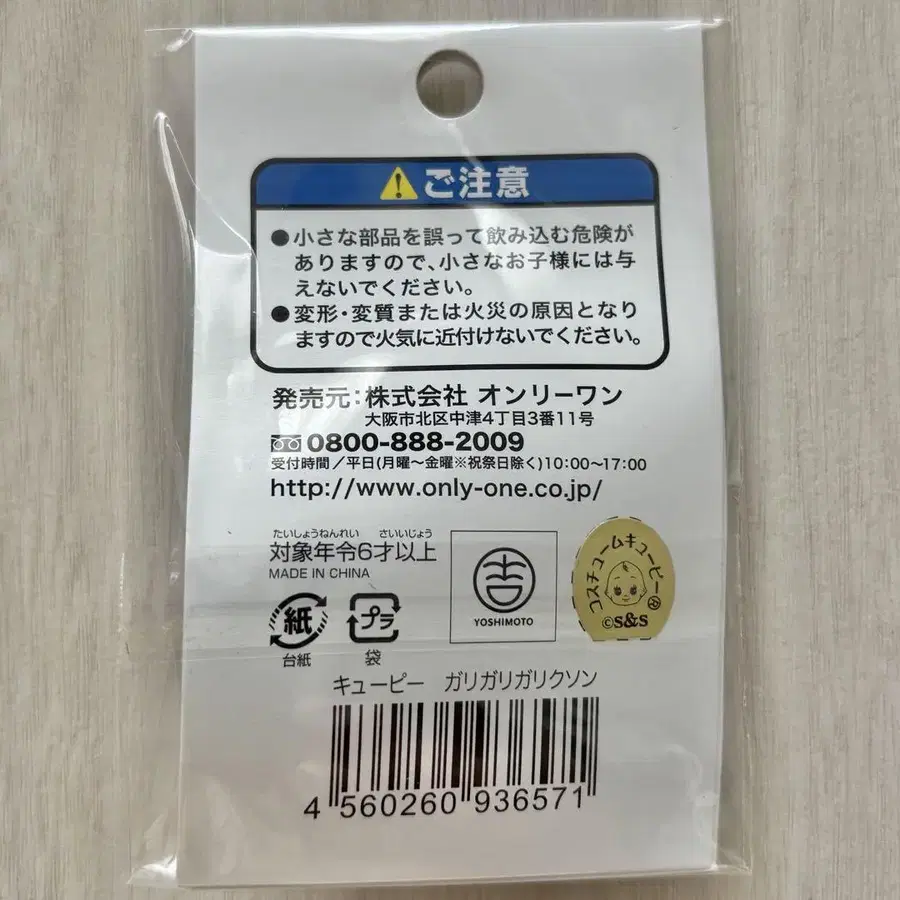 ご注意
●小さな部品を誤って飲み込む危険が
ありますので、小さなお子様には与
えないでください。
●変形・変質または火災の原因となり
ますので火気に近付けないでください。
発売元：株式会社 オンリーワン
大阪市北区中津4丁目3番11号
0800-888-2009
受付時間／平日(月曜～金曜※祝祭日除く)10:00～17:00
http://www.only-one.co.jp/
たいしょうねんれい さいいじょう
対象年令6才以上
MADE IN CHINA
紙
台紙
プラ
袋
吉
YOSHIMOTO
コスチュームキューピー®
©S&S
キューピー ガリガリガリクソン
4 560260 936571